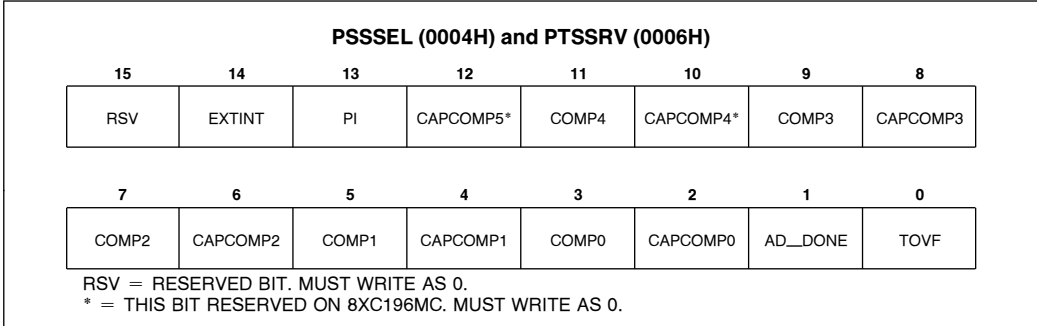 PSSSEL (0004H) and PTSSRV (0006H)
15 14 13 12 11 10 9 8
RSV EXTINT PI CAPCOMP5* COMP4 CAPCOMP4* COMP3 CAPCOMP3
7 6 5 4 3 2 1 0
COMP2 CAPCOMP2 COMP1 CAPCOMP1 COMP0 CAPCOMP0 AD__DONE TOVF
RSV = RESERVED BIT. MUST WRITE AS 0.
* = THIS BIT RESERVED ON 8XC196MC. MUST WRITE AS 0.